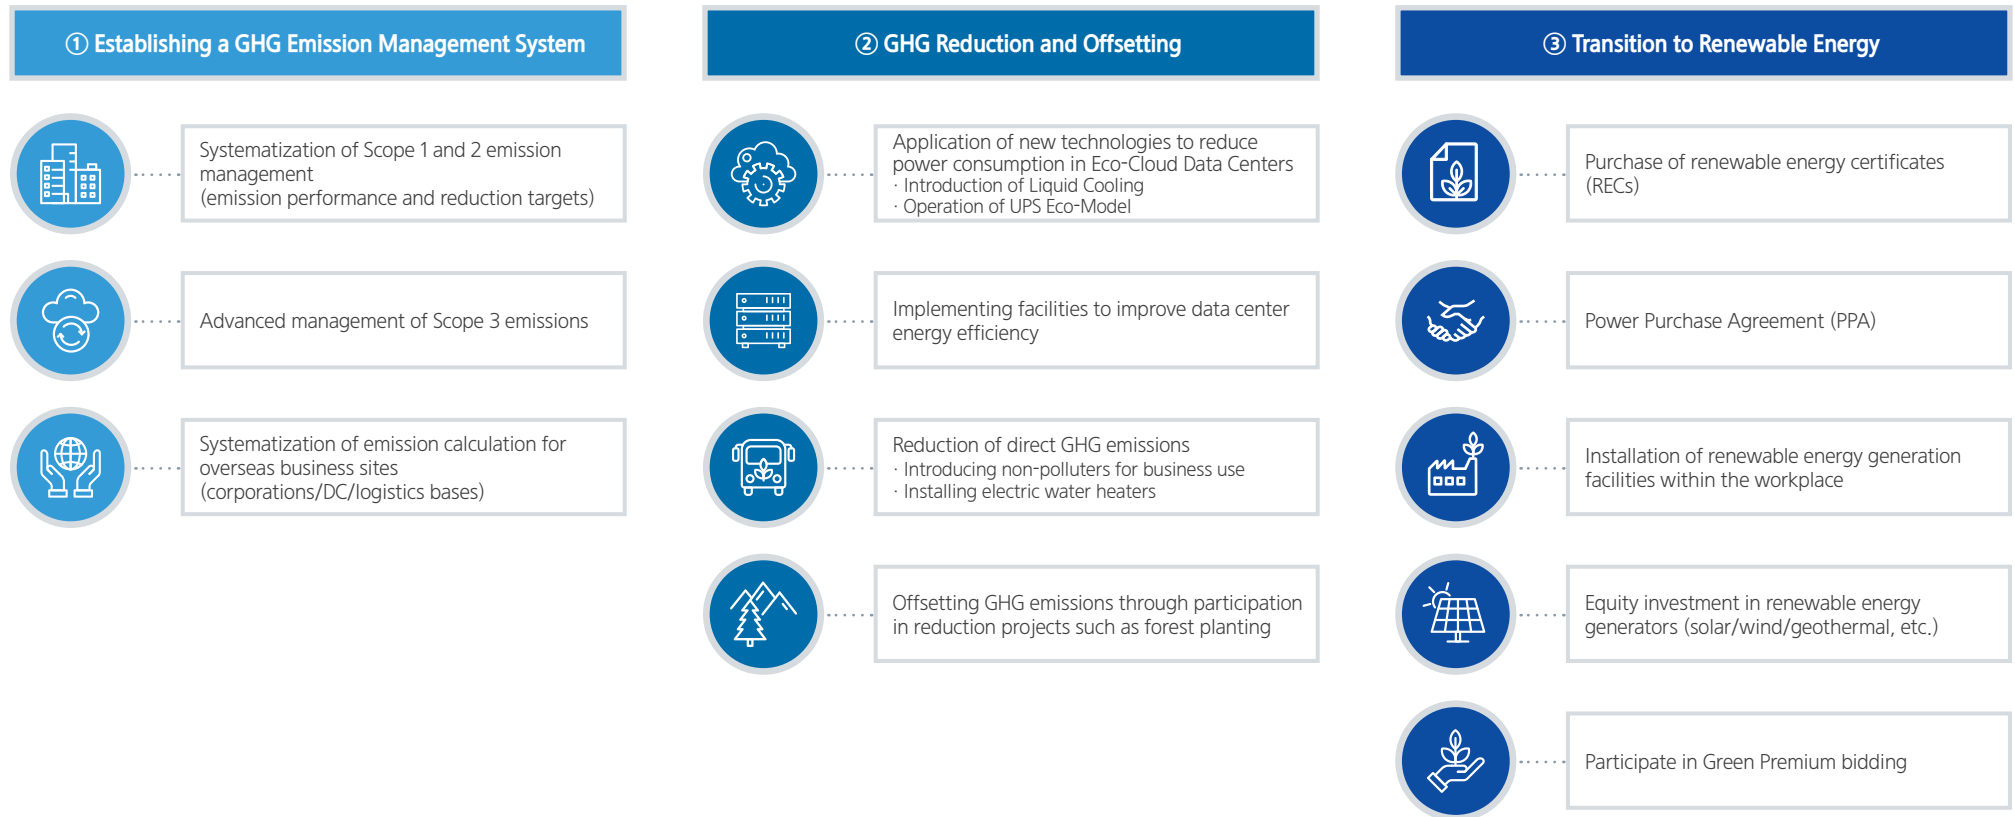 ① Establishing a GHG Emission Management System
Systematization of Scope 1 and 2 emission
management
(emission performance and reduction targets)
Advanced management of Scope 3 emissions
Systematization of emission calculation for
overseas business sites
(corporations/DC/logistics bases)
② GHG Reduction and Offsetting
Application of new technologies to reduce
power consumption in Eco-Cloud Data Centers
· Introduction of Liquid Cooling
· Operation of UPS Eco-Model
Implementing facilities to improve data center
energy efficiency
Reduction of direct GHG emissions
· Introducing non-polluters for business use
· Installing electric water heaters
Offsetting GHG emissions through participation
in reduction projects such as forest planting
③ Transition to Renewable Energy
Purchase of renewable energy certificates
(RECs)
Power Purchase Agreement (PPA)
Installation of renewable energy generation
facilities within the workplace
Equity investment in renewable energy
generators (solar/wind/geothermal, etc.)
Participate in Green Premium bidding